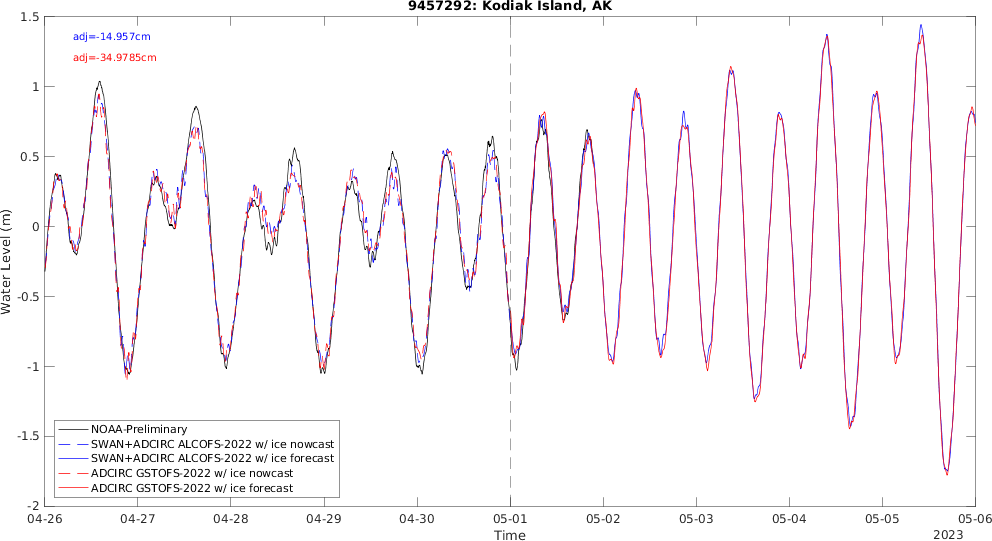 9457292: Kodiak Island, AK
1.5
adj=-14.957cm
adj=-34.9785cm
1
0.5
0
-0.5
-1
-1.5
-2
Water Level (m)
NOAA-Preliminary
SWAN+ADCIRC ALCOFS-2022 w/ ice nowcast
SWAN+ADCIRC ALCOFS-2022 w/ ice forecast
ADCIRC GSTOFS-2022 w/ ice nowcast
ADCIRC GSTOFS-2022 w/ ice forecast
04-26 04-27 04-28 04-29 04-30 05-01 05-02 05-03 05-04 05-05 05-06
Time
2023